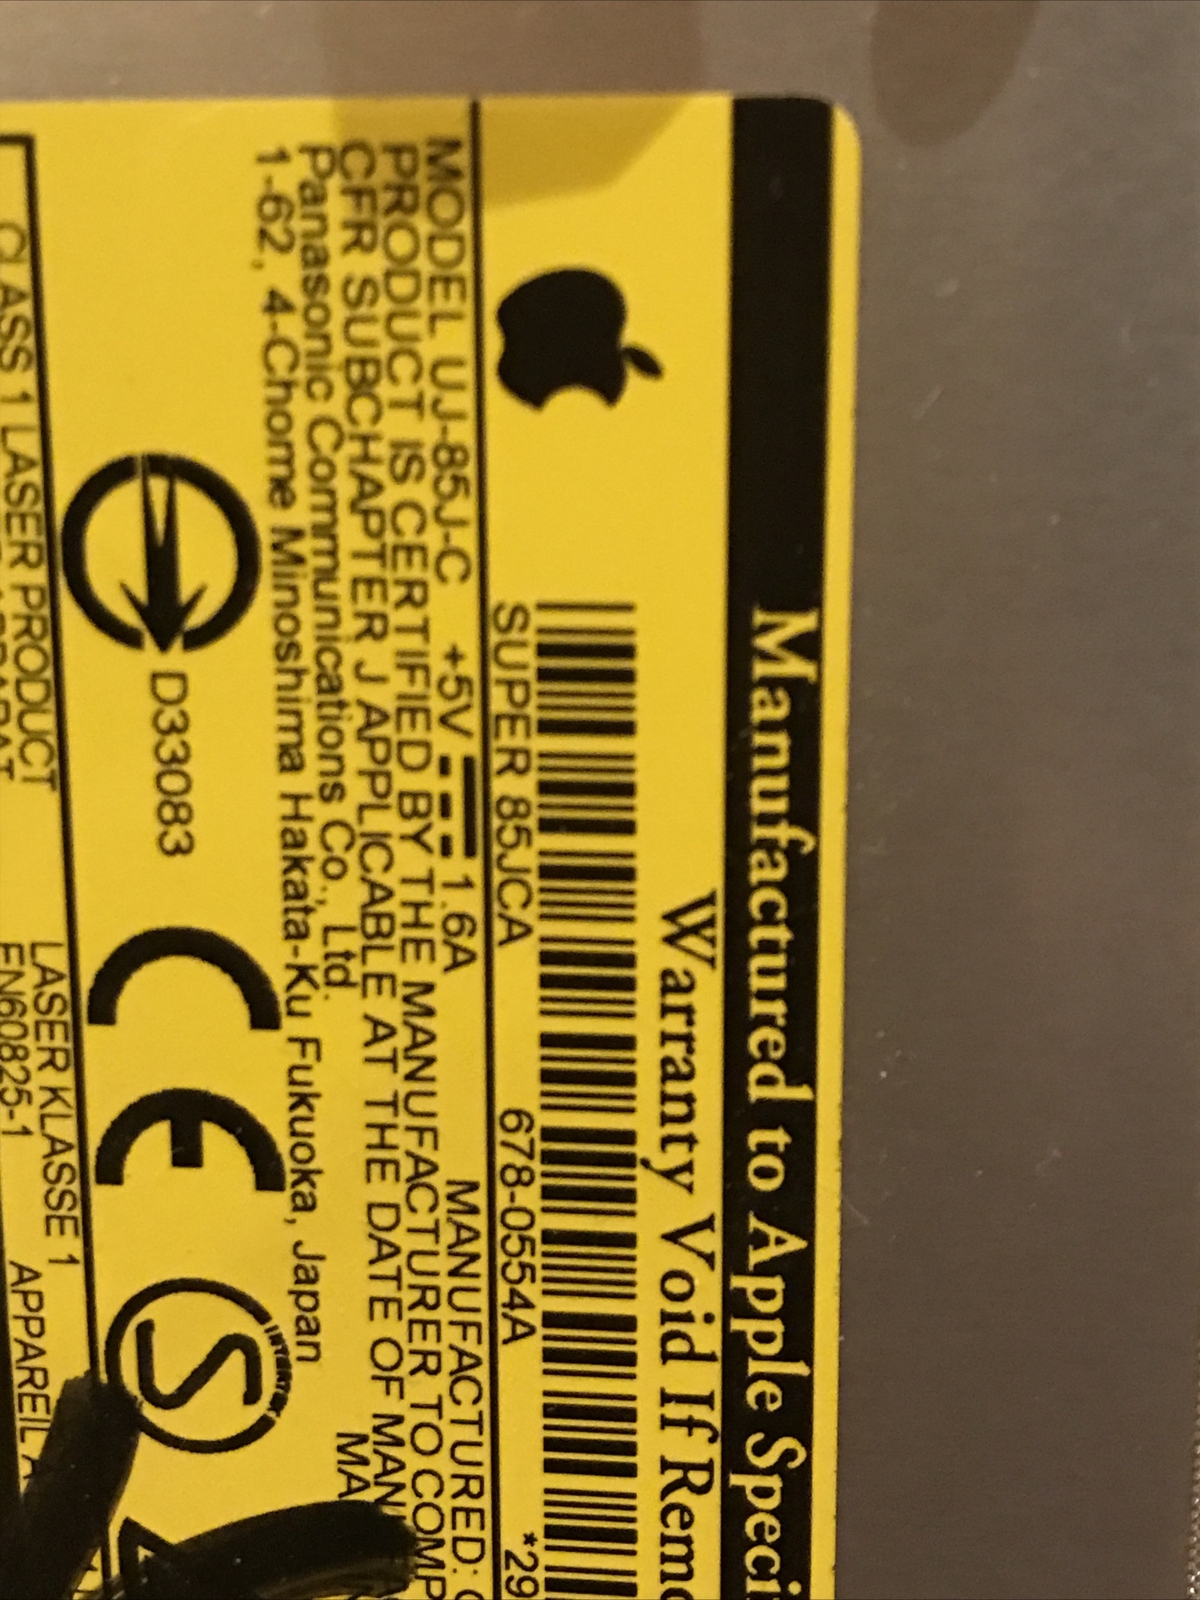 Manufactured to Apple Speci
Warranty Void If Remo
SUPER 85JCA 678-0554A *29
MODEL UJ-85J-C +5V 1.6A MANUFACTURED:
PRODUCT IS CERTIFIED BY THE MANUFACTURER TO COMP
CFR SUBCHAPTER J APPLICABLE AT THE DATE OF MANU
Panasonic Communications Co., Ltd. MA
1-62, 4-Chome Minoshima Hakata-Ku Fukuoka, Japan
D33083 CE S INTERTEK
CLASS 1 LASER PRODUCT LASER KLASSE 1 APPAREIL A
EN60825-1